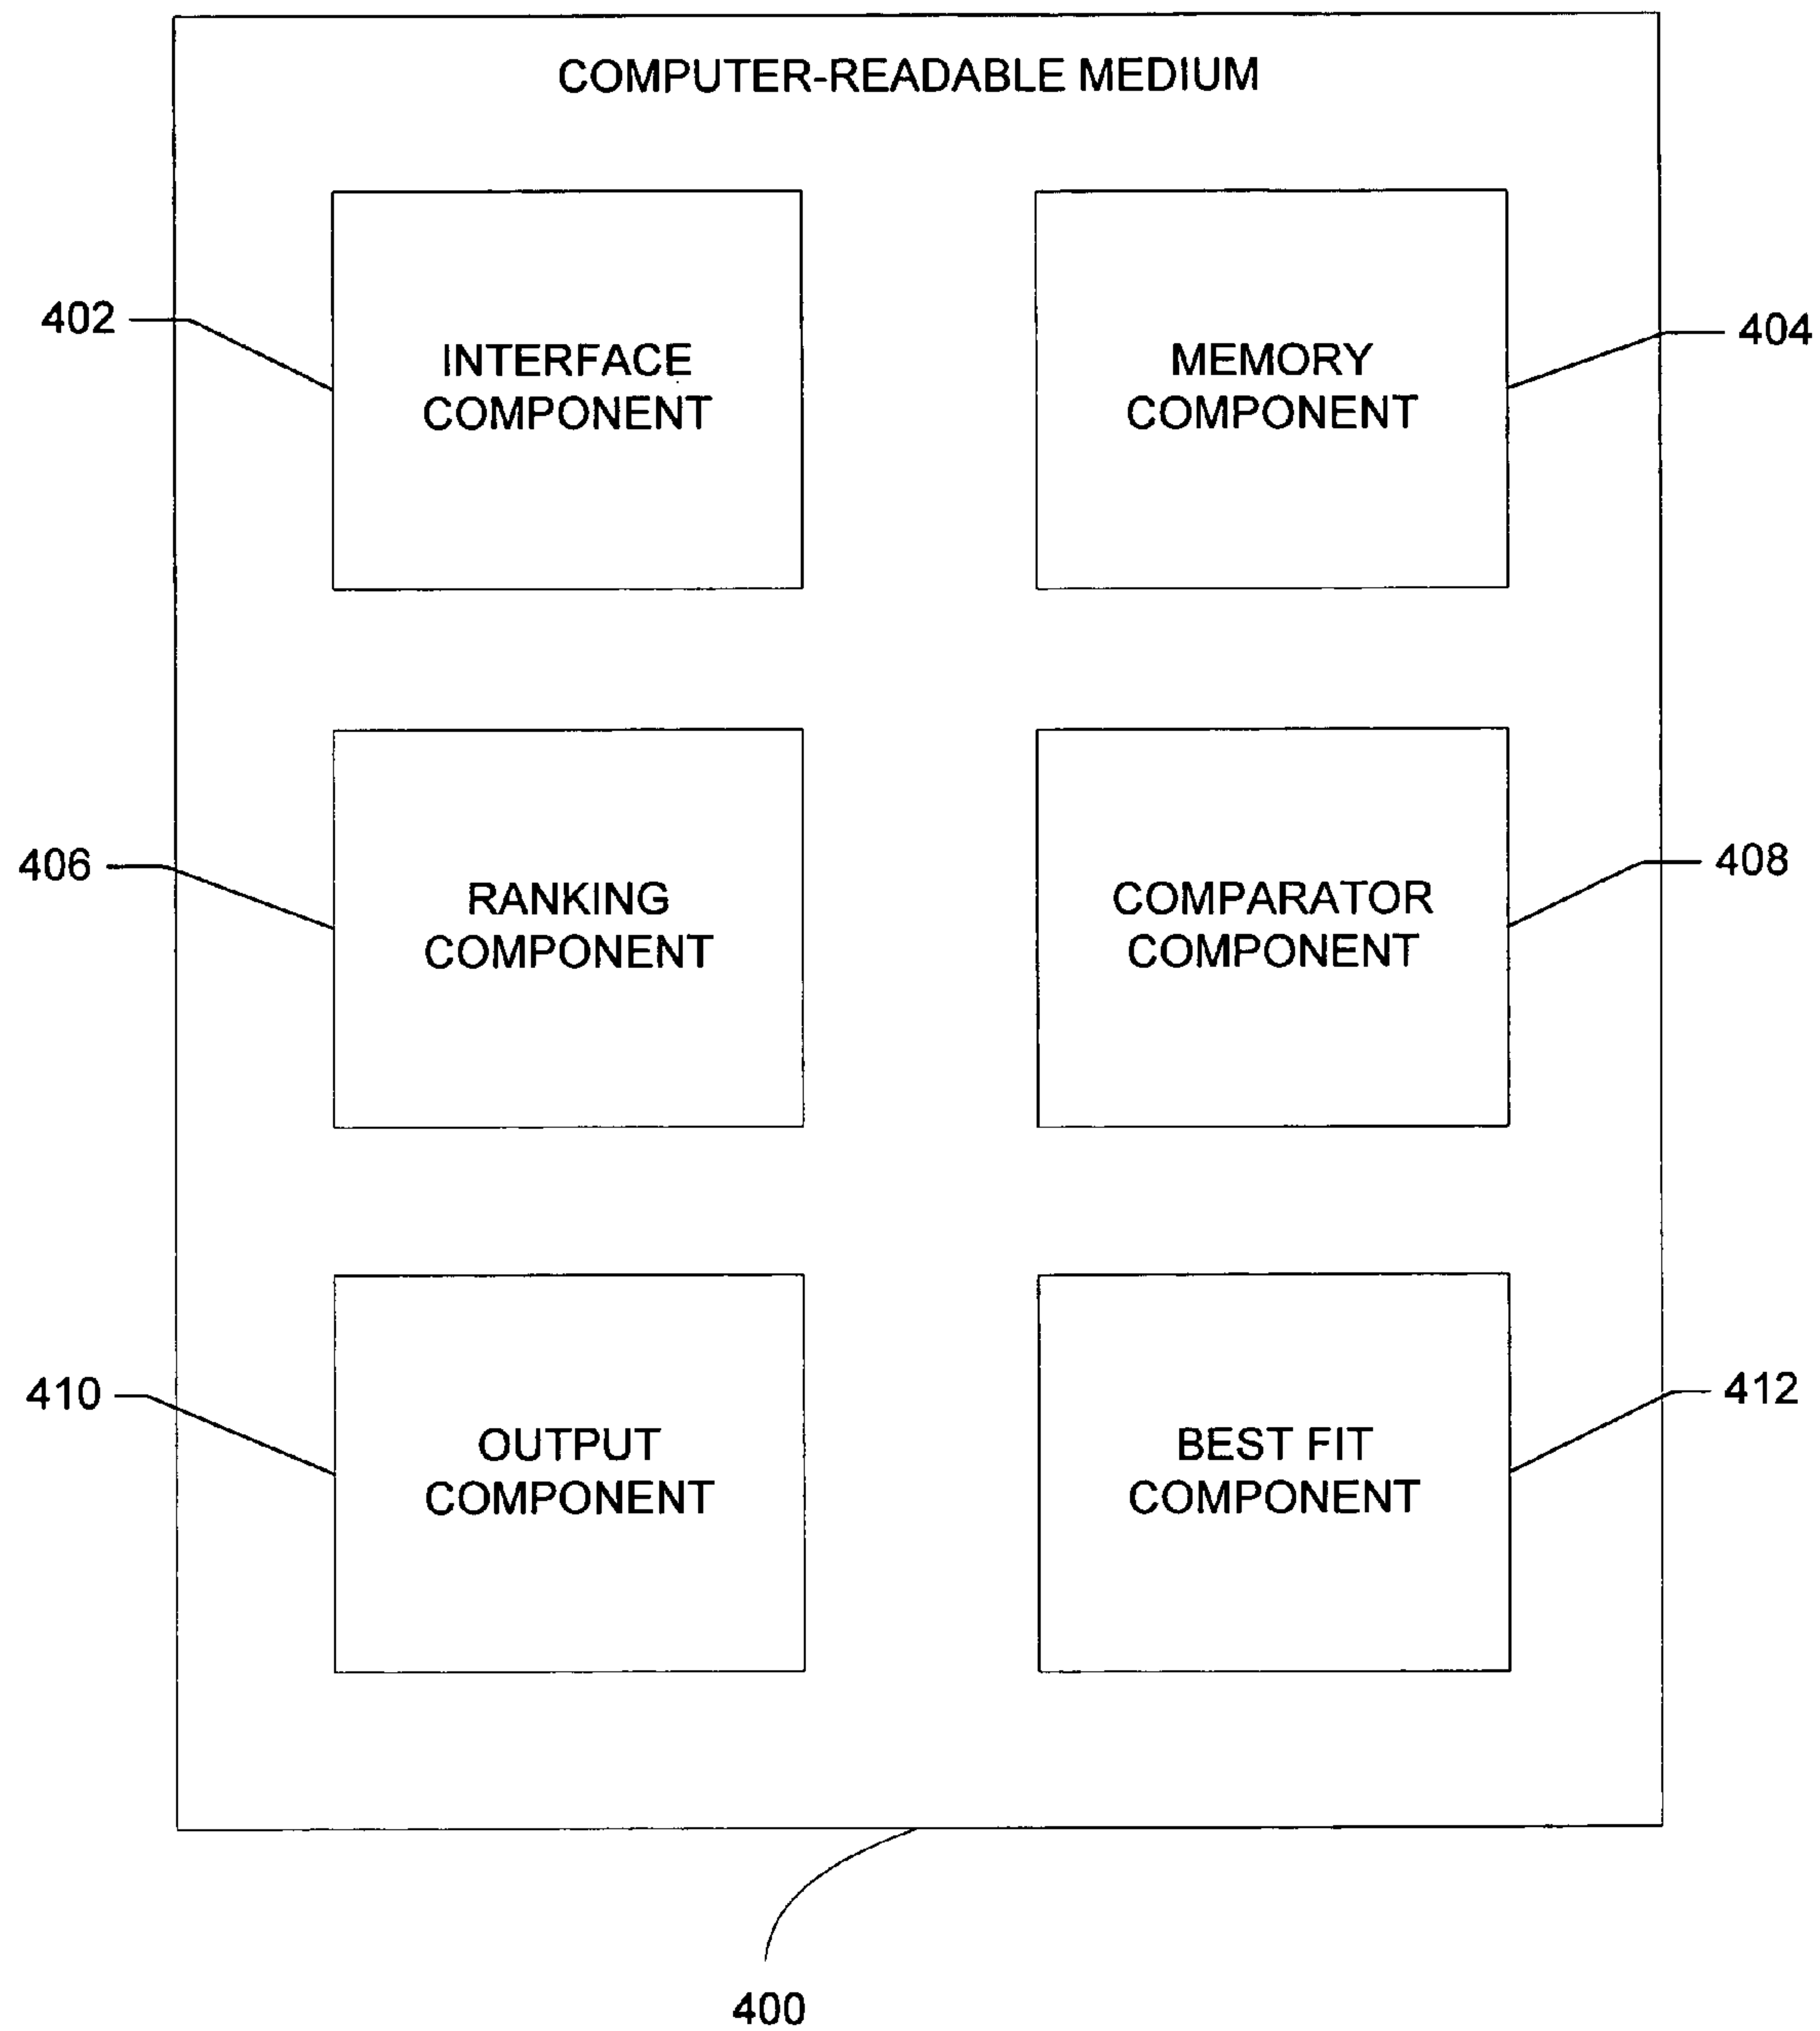 COMPUTER-READABLE MEDIUM
402
INTERFACE
COMPONENT
MEMORY
COMPONENT
404
406
RANKING
COMPONENT
COMPARATOR
COMPONENT
408
410
OUTPUT
COMPONENT
BEST FIT
COMPONENT
412
400